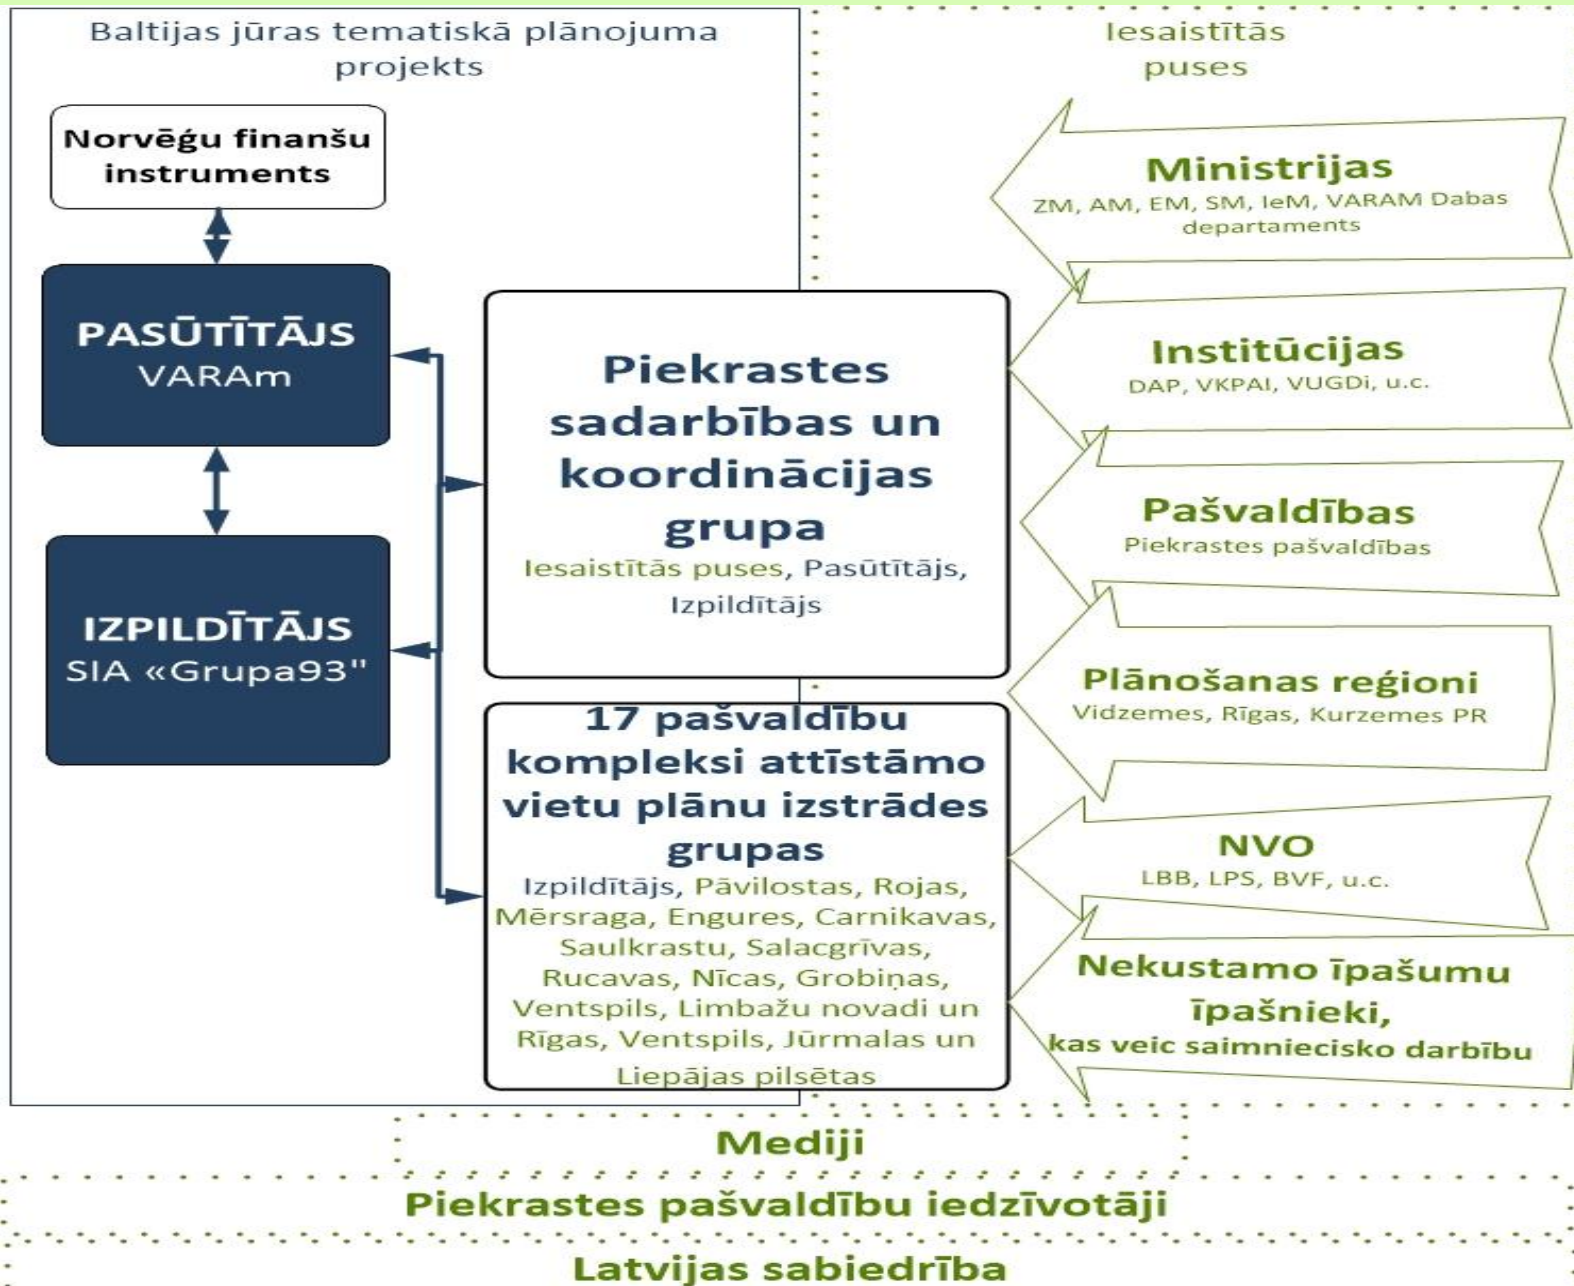 Baltijas jūras tematiskā plānojuma
projekts
Norvēģu finanšu
instruments
PASŪTĪTĀJS
VARAm
IZPILDĪTĀJS
SIA «Grupa93"
Piekrastes
sadarbības un
koordinācijas
grupa
Iesaistītās puses, Pasūtītājs,
Izpildītājs
17 pašvaldību
kompleksi attīstāmo
vietu plānu izstrādes
grupas
Izpildītājs, Pāvilostas, Rojas,
Mērsraga, Engures, Carnikavas,
Saulkrastu, Salacgrīvas,
Rucavas, Nīcas, Grobiņas,
Ventspils, Limbažu novadi un
Rīgas, Ventspils, Jūrmalas un
Liepājas pilsētas
Iesaistītās
puses
Ministrijas
ZM, AM, EM, SM, IeM, VARAM Dabas
departaments
Institūcijas
DAP, VKPAI, VUGDi, u.c.
Pašvaldības
Piekrastes pašvaldības
Plānošanas reģioni
Vidzemes, Rīgas, Kurzemes PR
NVO
LBB, LPS, BVF, u.c.
Nekustamo īpašumu
īpašnieki,
kas veic saimniecisko darbību
Mediji
Piekrastes pašvaldību iedzīvotāji
Latvijas sabiedrība